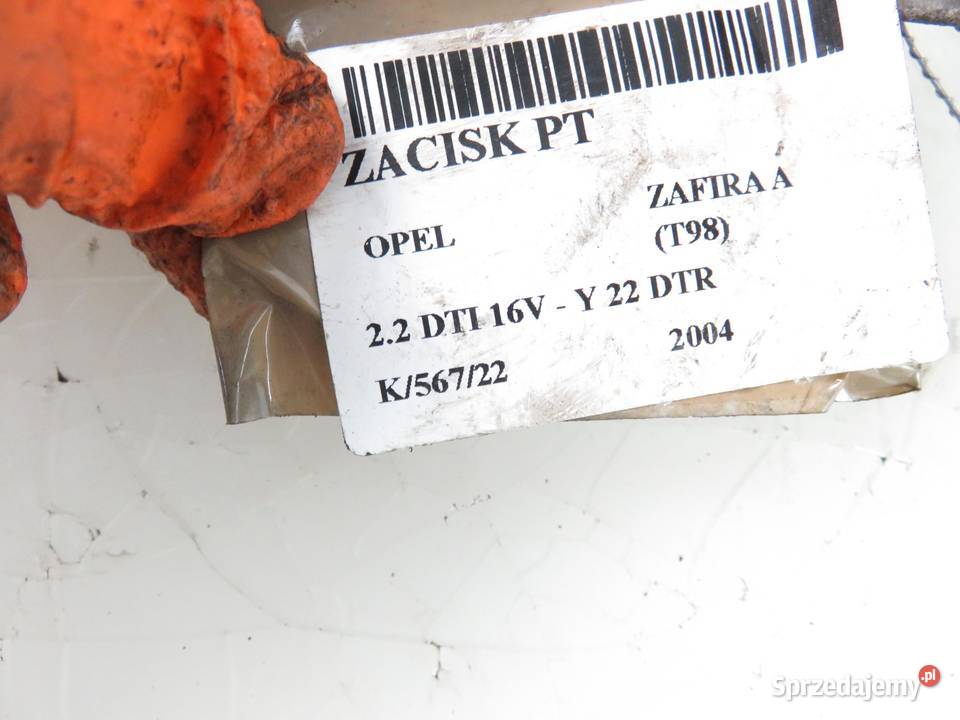 ZACISK PT
OPEL
ZAFIRA A
(T98)
2.2 DTI 16V - Y 22 DTR
K/567/22
2004
Sprzedajemy.pl